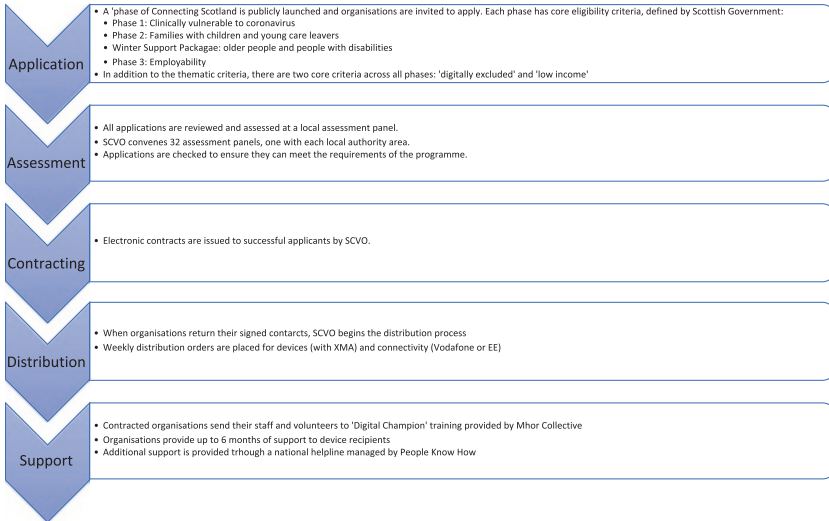 Application
• A 'phase of Connecting Scotland is publicly launched and organisations are invited to apply. Each phase has core eligibility criteria, defined by Scottish Government:
• Phase 1: Clinically vulnerable to coronavirus
• Phase 2: Families with children and young care leavers
• Winter Support Packagae: older people and people with disabilities
• Phase 3: Employability
• In addition to the thematic criteria, there are two core criteria across all phases: 'digitally excluded' and 'low income'
Assessment
• All applications are reviewed and assessed at a local assessment panel.
• SCVO convenes 32 assessment panels, one with each local authority area.
• Applications are checked to ensure they can meet the requirements of the programme.
Contracting
• Electronic contracts are issued to successful applicants by SCVO.
Distribution
• When organisations return their signed contarcts, SCVO begins the distribution process
• Weekly distribution orders are placed for devices (with XMA) and connectivity (Vodafone or EE)
Support
• Contracted organisations send their staff and volunteers to 'Digital Champion' training provided by Mhor Collective
• Organisations provide up to 6 months of support to device recipients
• Additional support is provided trhough a national helpline managed by People Know How